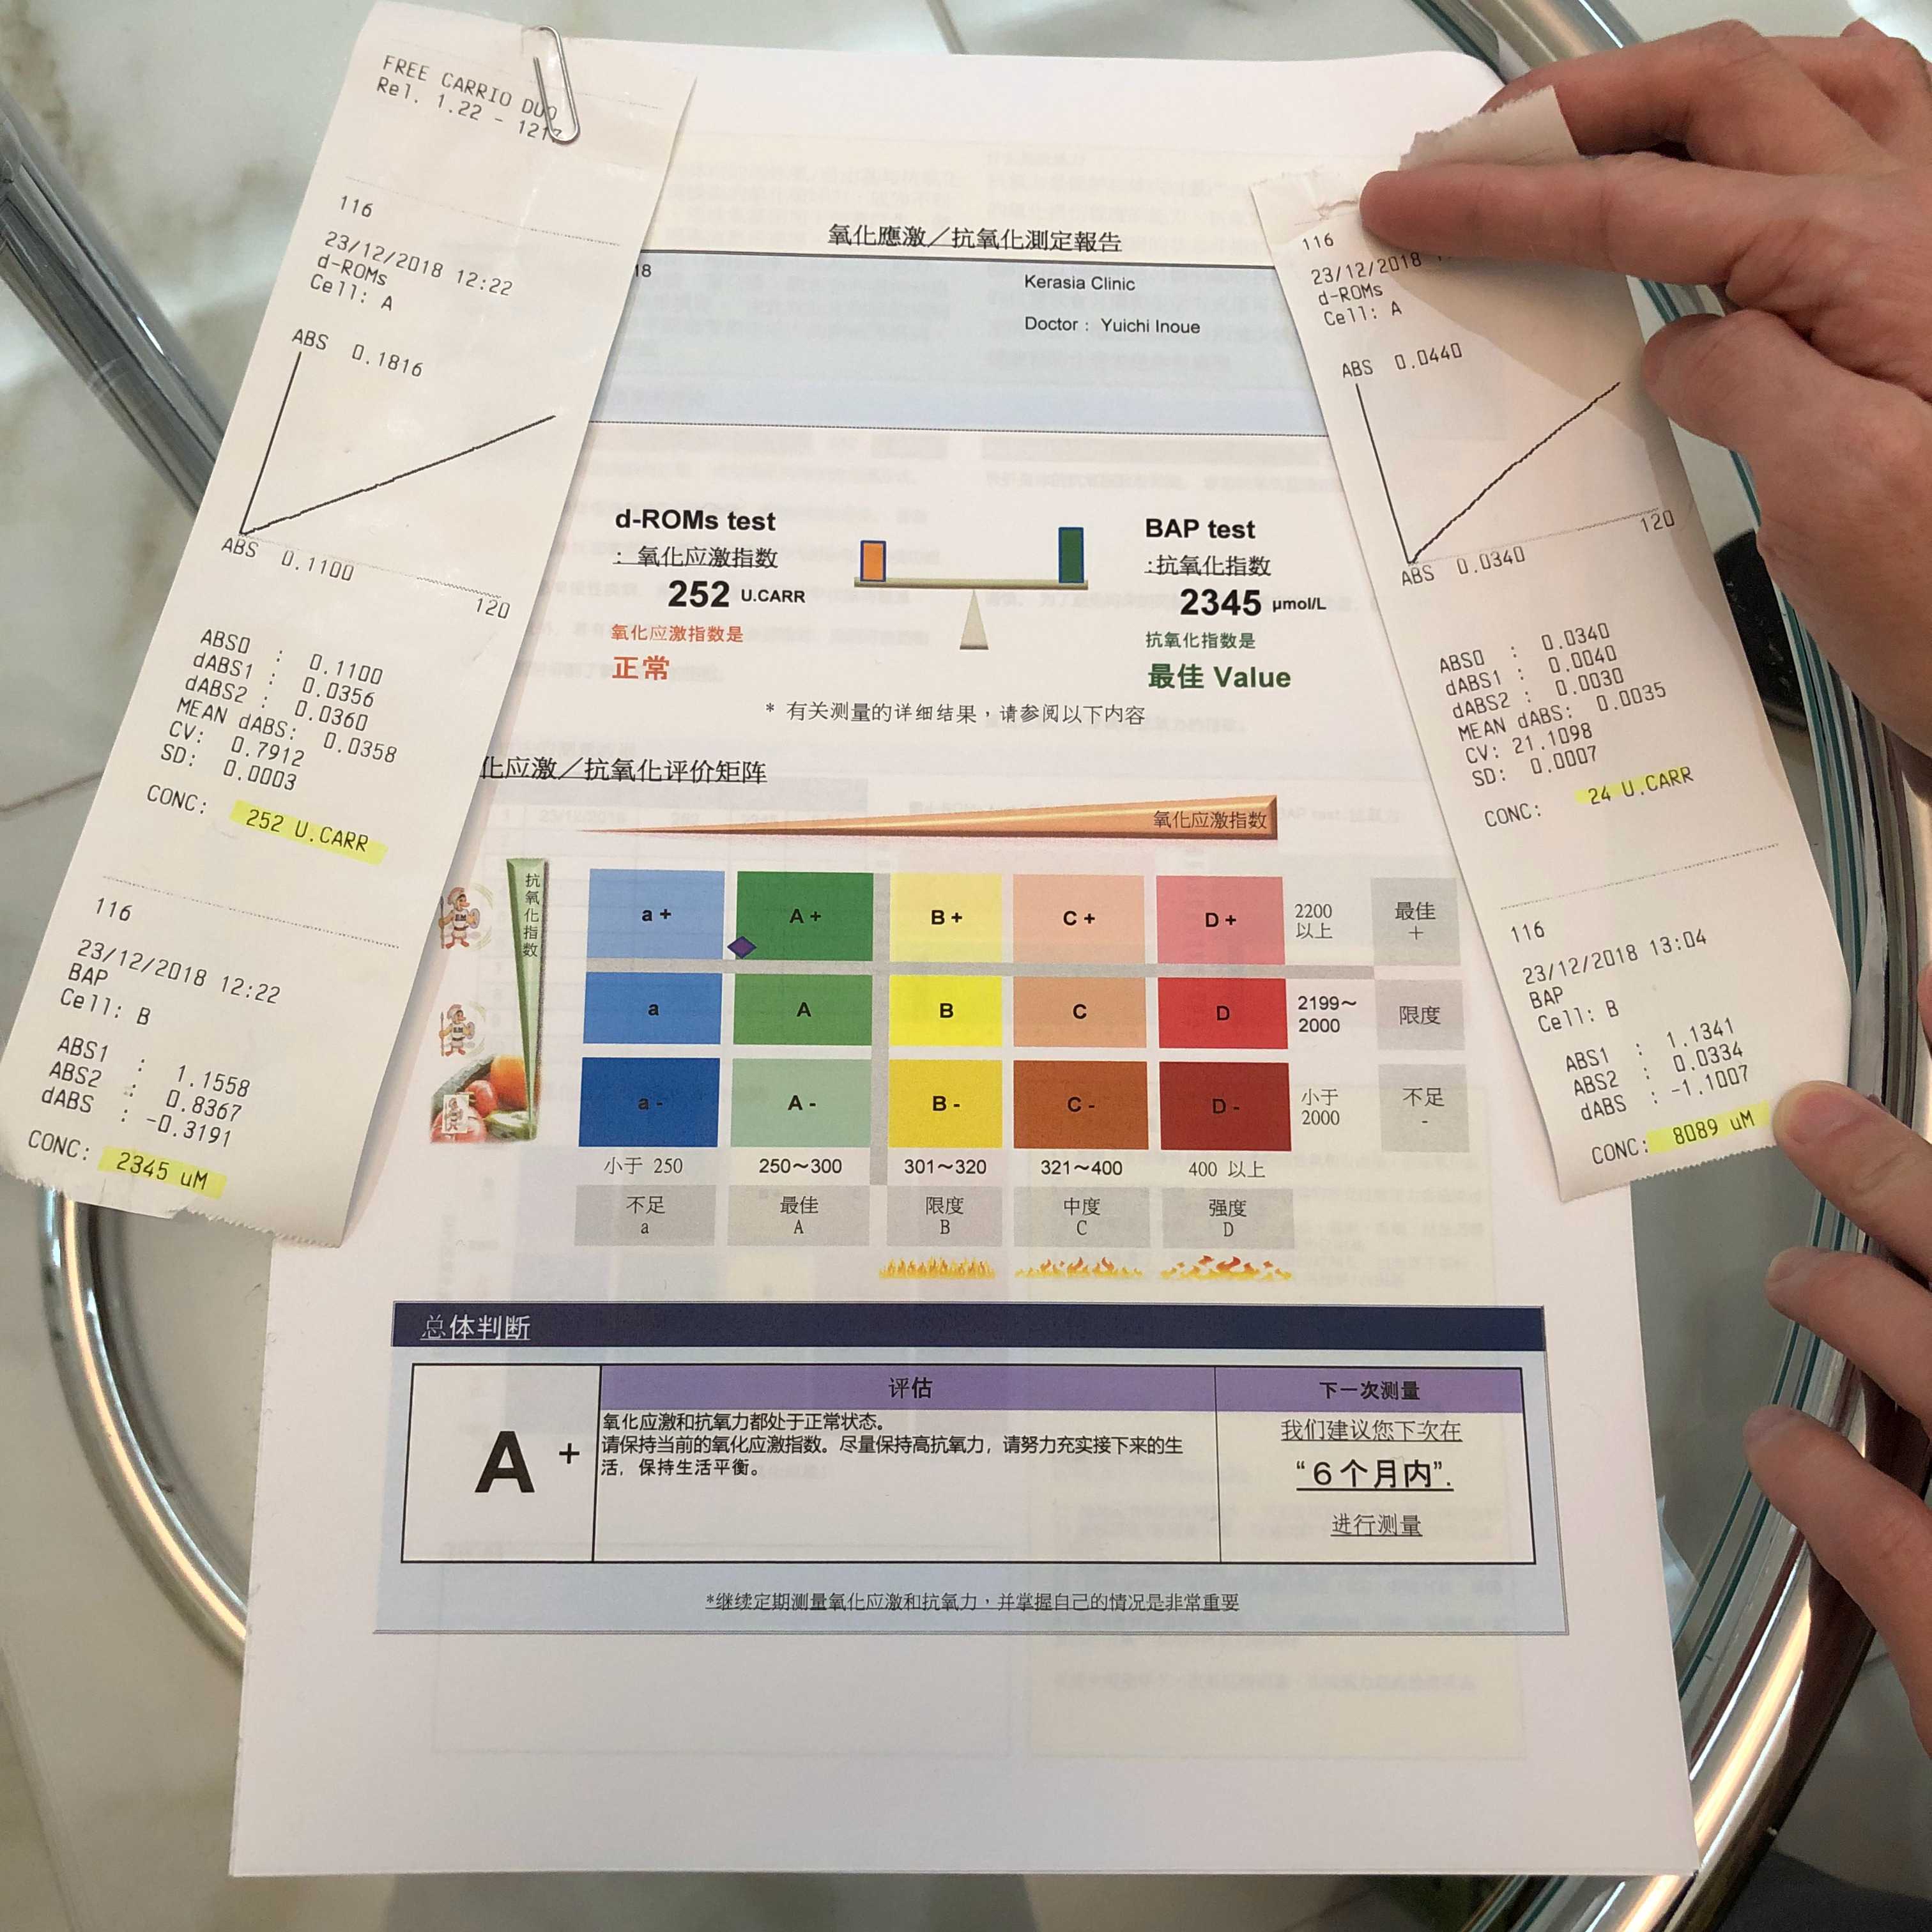 FREE CARRIO DUO
Rel. 1.22 - 1217
116
23/12/2018 12:22
d-ROMs
Cell: A
ABS 0.1816
ABS 0.1100
120
ABS0 : 0.1100
dABS1 : 0.0356
dABS2 : 0.0360
MEAN dABS: 0.0358
CV: 0.7912
SD: 0.0003
CONC: 252 U.CARR
116
23/12/2018 12:22
BAP
Cell: B
ABS1 : 1.1558
ABS2 : 0.8367
dABS : -0.3191
CONC: 2345 uM
氧化應激／抗氧化測定報告
18
Kerasia Clinic
Doctor : Yuichi Inoue
d-ROMs test
: 氧化应激指数
252 U.CARR
氧化应激指数是
正常
BAP test
:抗氧化指数
2345 μmol/L
抗氧化指数是
最佳 Value
* 有关测量的详细结果，请参阅以下内容
化应激／抗氧化评价矩阵
氧化应激指数
抗氧化指数
a + A + B + C + D + 2200 以上 最佳 +
a A B C D 2199～2000 限度
a - A - B - C - D - 小于 2000 不足 -
小于 250 250～300 301～320 321～400 400 以上
不足 最佳 限度 中度 强度
a A B C D
总体判断
A +
评估
氧化应激和抗氧力都处于正常状态。
请保持当前的氧化应激指数。尽量保持高抗氧力，请努力充实接下来的生
活，保持生活平衡。
下一次测量
我们建议您下次在
“6个月内”.
进行测量
*继续定期测量氧化应激和抗氧力，并掌握自己的情况是非常重要
116
23/12/2018
d-ROMs
Cell: A
ABS 0.0440
ABS 0.0340
120
ABS0 : 0.0340
dABS1 : 0.0040
dABS2 : 0.0030
MEAN dABS: 0.0035
CV: 21.1098
SD: 0.0007
CONC: 24 U.CARR
116
23/12/2018 13:04
BAP
Cell: B
ABS1 : 1.1341
ABS2 : 0.0334
dABS : -1.1007
CONC: 8089 uM